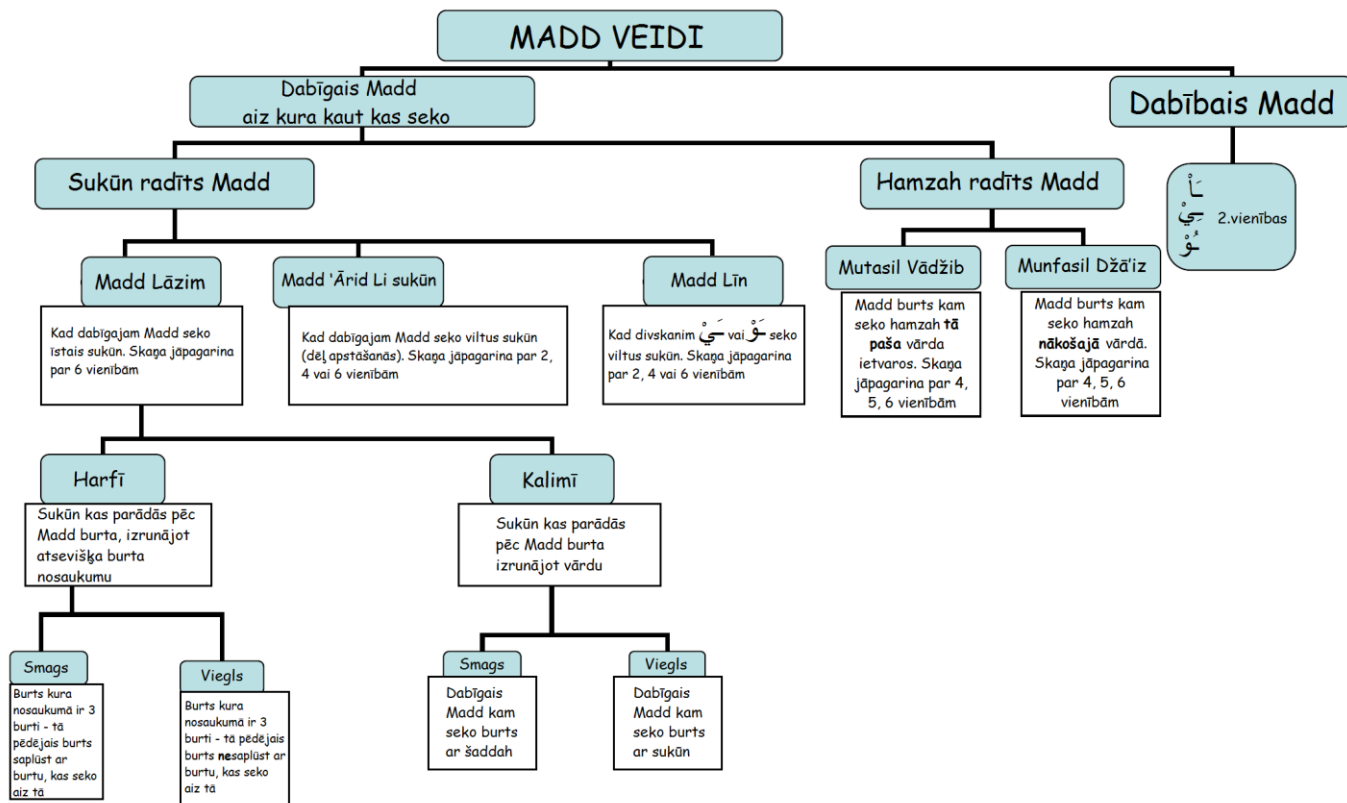 MADD VEIDI
Dabīgais Madd
aiz kura kaut kas seko
Dabībais Madd
Sukūn radīts Madd
Hamzah radīts Madd
ـَاْ
ـِيْ
ـُوْ
2.vienības
Madd Lāzim
Madd ‘Ārid Li sukūn
Madd Līn
Mutasil Vādžib
Munfasil Džā’iz
Kad dabīgajam Madd seko
īstais sukūn. Skaņa jāpagarina
par 6 vienībām
Kad dabīgajam Madd seko viltus sukūn
(dēļ apstāšanās). Skaņa jāpagarina par 2,
4 vai 6 vienībām
Kad divskanim ـَيْ vai ـَوْ seko
viltus sukūn. Skaņa jāpagarina
par 2, 4 vai 6 vienībām
Madd burts kam
seko hamzah tā
paša vārda
ietvaros. Skaņa
jāpagarina par 4,
5, 6 vienībām
Madd burts kam
seko hamzah
nākošajā vārdā.
Skaņa jāpagarina
par 4, 5, 6
vienībām
Harfī
Kalimī
Sukūn kas parādās pēc
Madd burta, izrunājot
atsevišķa burta
nosaukumu
Sukūn kas parādās
pēc Madd burta
izrunājot vārdu
Smags
Viegls
Smags
Viegls
Burts kura
nosaukumā ir 3
burti - tā
pēdējais burts
saplūst ar
burtu, kas seko
aiz tā
Burts kura
nosaukumā ir 3
burti - tā pēdējais
burts nesaplūst ar
burtu, kas seko
aiz tā
Dabīgais
Madd kam
seko burts
ar šaddah
Dabīgais
Madd kam
seko burts
ar sukūn